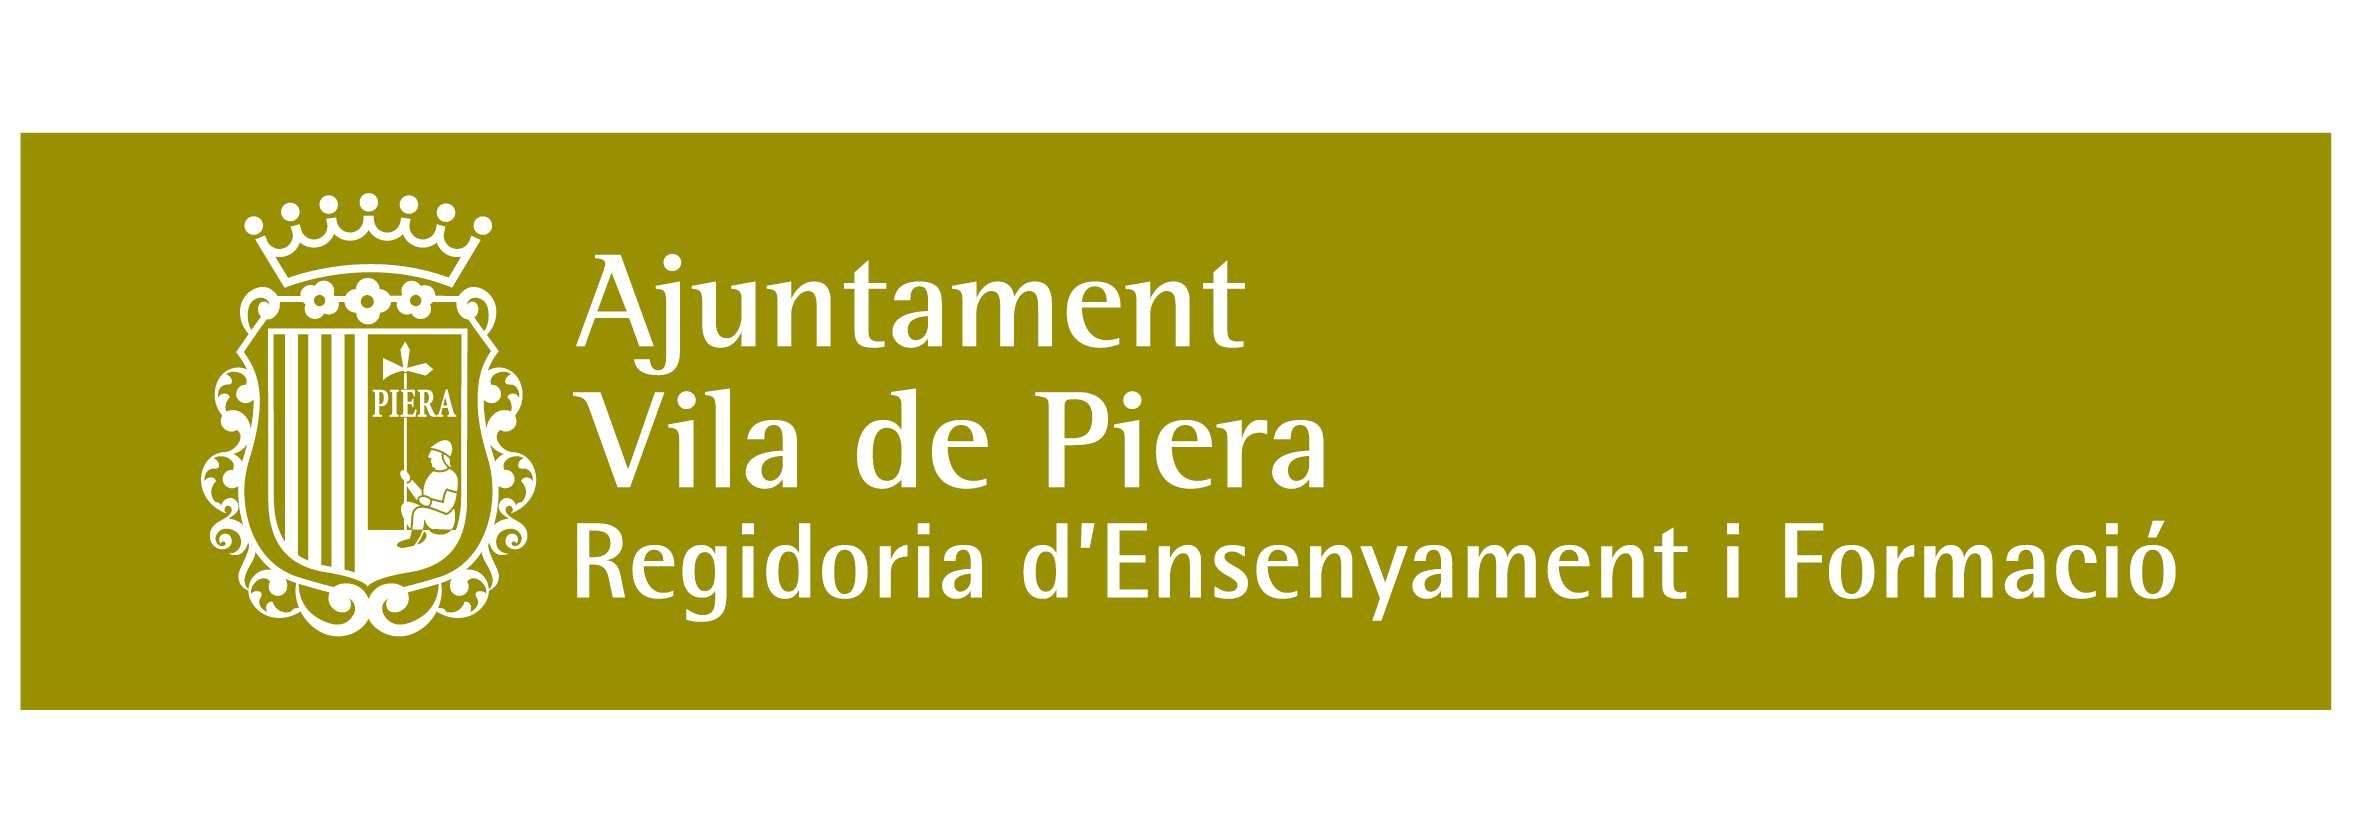 PIERA
Ajuntament
Vila de Piera
Regidoria d'Ensenyament i Formació